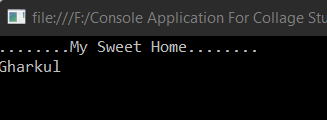 file:///F:/Console Application For Collage Stu
........My Sweet Home........
Gharkul